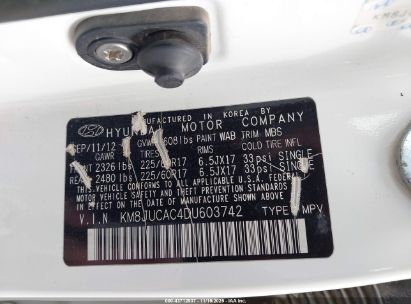 MANUFACTURED IN KOREA BY
HYUNDAI MOTOR COMPANY
SEP/11/12 GVWR 608lbs PAINT WAB TRIM MBS
GAWR TIRES RIMS COLD TIRE INFL
2326 lbs 225/60R17 6.5JX17 33psi SINGLE
2480 lbs 225/60R17 6.5JX17 33psi SINGLE
THIS VEHICLE CONFORMS TO ALL APPLICABLE U.S.A. FEDERAL
MOTOR VEHICLE SAFETY AND THEFT PREVENTION
STANDARDS IN EFFECT ON THE DATE OF MANUFACTURE SHOWN ABOVE.
V.I.N KM8JUCAC4DU603742 TYPE MPV